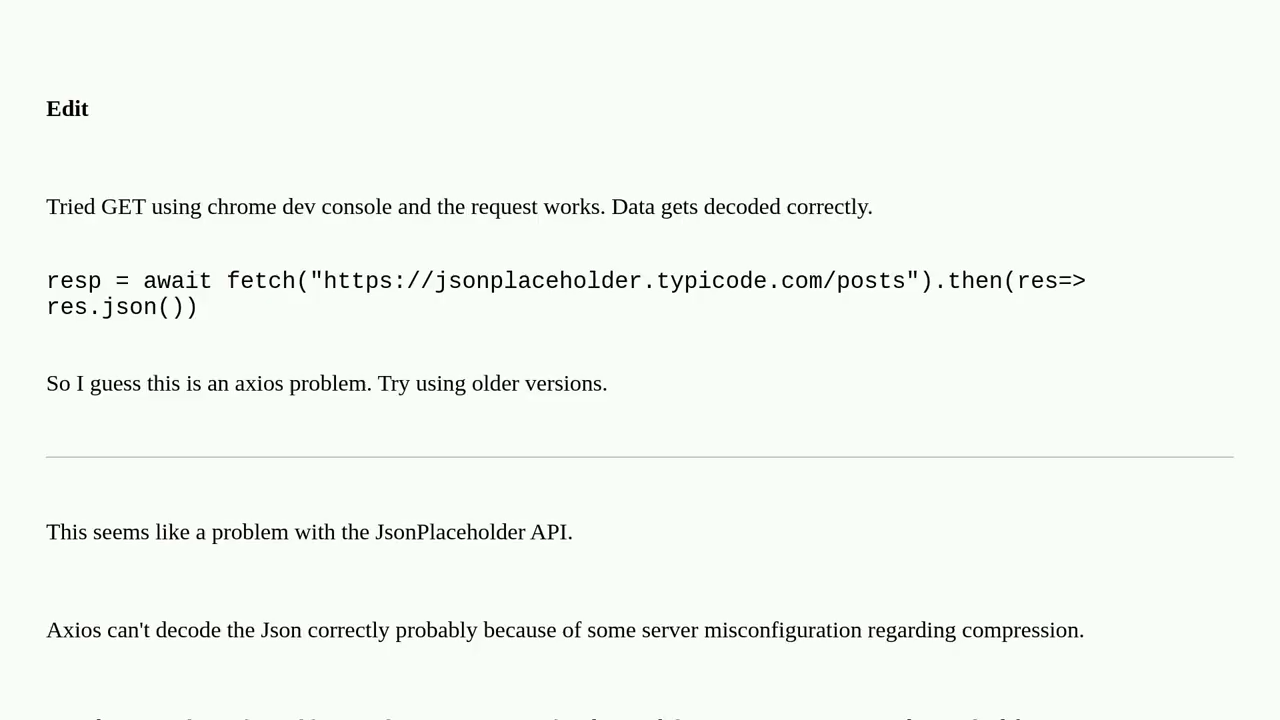 Edit
Tried GET using chrome dev console and the request works. Data gets decoded correctly.
resp = await fetch("https://jsonplaceholder.typicode.com/posts").then(res=>
res.json())
So I guess this is an axios problem. Try using older versions.
This seems like a problem with the JsonPlaceholder API.
Axios can't decode the Json correctly probably because of some server misconfiguration regarding compression.